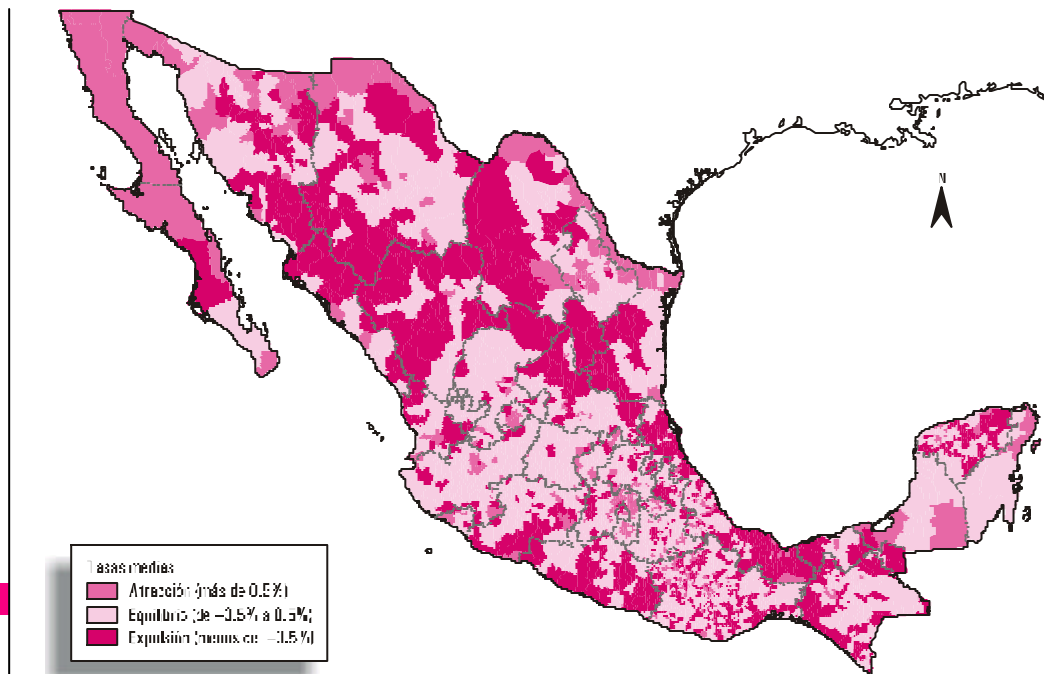 N
Tasas medias
Atracción (más de 0.5%)
Equilibrio (de −0.5% a 0.5%)
Expulsión (menos de −0.5%)